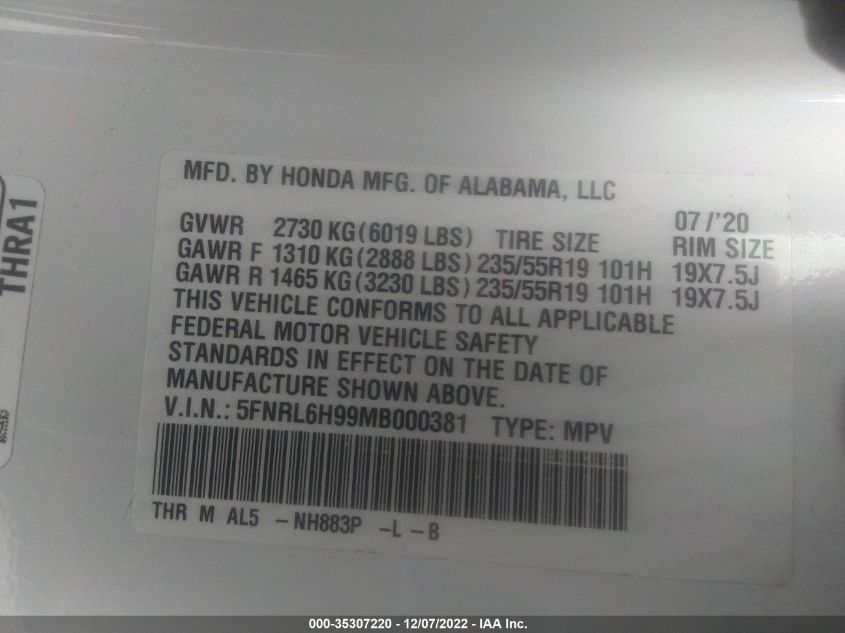 MFD. BY HONDA MFG. OF ALABAMA, LLC
07/'20
GVWR 2730 KG(6019 LBS) TIRE SIZE RIM SIZE
GAWR F 1310 KG(2888 LBS) 235/55R19 101H 19X7.5J
GAWR R 1465 KG(3230 LBS) 235/55R19 101H 19X7.5J
THIS VEHICLE CONFORMS TO ALL APPLICABLE
FEDERAL MOTOR VEHICLE SAFETY
STANDARDS IN EFFECT ON THE DATE OF
MANUFACTURE SHOWN ABOVE.
V.I.N.: 5FNRL6H99MB000381 TYPE: MPV
THR M AL5 -NH883P -L -B
THRA1
000-35307220 - 12/07/2022 - IAA Inc.